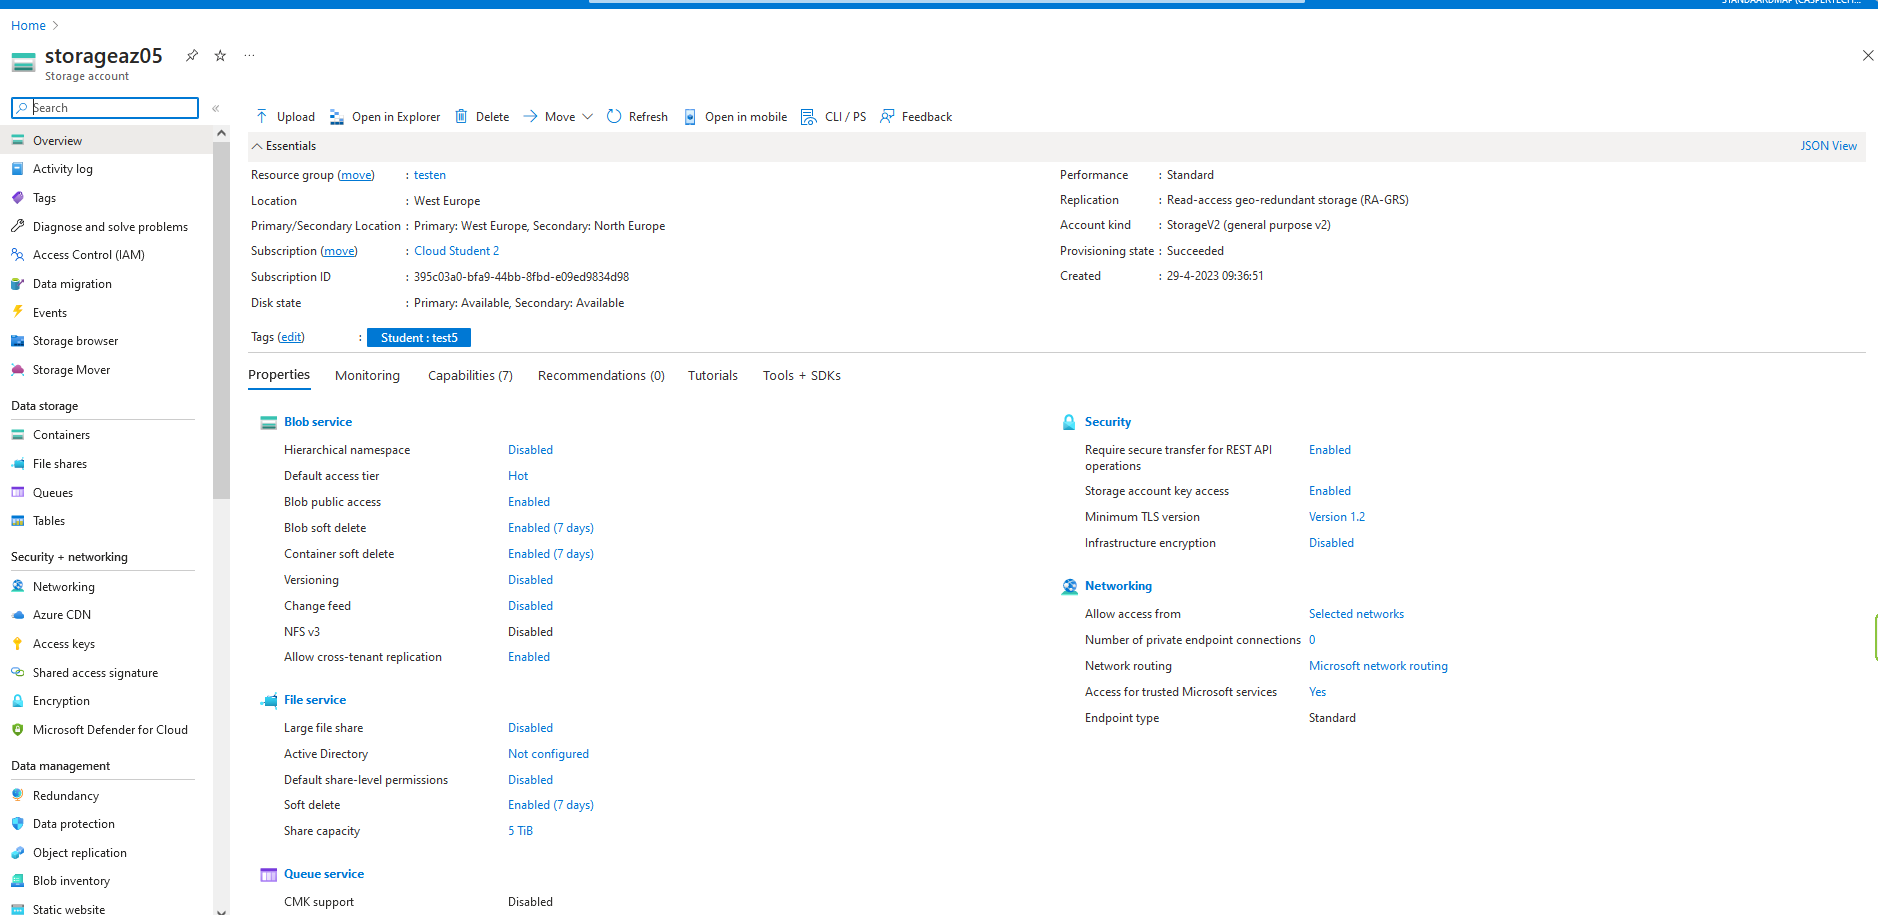 Home
storageaz05
Storage account
Search
Overview
Activity log
Tags
Diagnose and solve problems
Access Control (IAM)
Data migration
Events
Storage browser
Storage Mover
Data storage
Containers
File shares
Queues
Tables
Security + networking
Networking
Azure CDN
Access keys
Shared access signature
Encryption
Microsoft Defender for Cloud
Data management
Redundancy
Data protection
Object replication
Blob inventory
Static website
Upload Open in Explorer Delete Move Refresh Open in mobile CLI / PS Feedback
Essentials JSON View
Resource group (move) : testen
Location : West Europe
Primary/Secondary Location : Primary: West Europe, Secondary: North Europe
Subscription (move) : Cloud Student 2
Subscription ID : 395c03a0-bfa9-44bb-8fbd-e09ed9834d98
Disk state : Primary: Available, Secondary: Available
Tags (edit) : Student : test5
Performance : Standard
Replication : Read-access geo-redundant storage (RA-GRS)
Account kind : StorageV2 (general purpose v2)
Provisioning state : Succeeded
Created : 29-4-2023 09:36:51
Properties Monitoring Capabilities (7) Recommendations (0) Tutorials Tools + SDKs
Blob service
Hierarchical namespace Disabled
Default access tier Hot
Blob public access Enabled
Blob soft delete Enabled (7 days)
Container soft delete Enabled (7 days)
Versioning Disabled
Change feed Disabled
NFS v3 Disabled
Allow cross-tenant replication Enabled
File service
Large file share Disabled
Active Directory Not configured
Default share-level permissions Disabled
Soft delete Enabled (7 days)
Share capacity 5 TiB
Queue service
CMK support Disabled
Security
Require secure transfer for REST API operations Enabled
Storage account key access Enabled
Minimum TLS version Version 1.2
Infrastructure encryption Disabled
Networking
Allow access from Selected networks
Number of private endpoint connections 0
Network routing Microsoft network routing
Access for trusted Microsoft services Yes
Endpoint type Standard